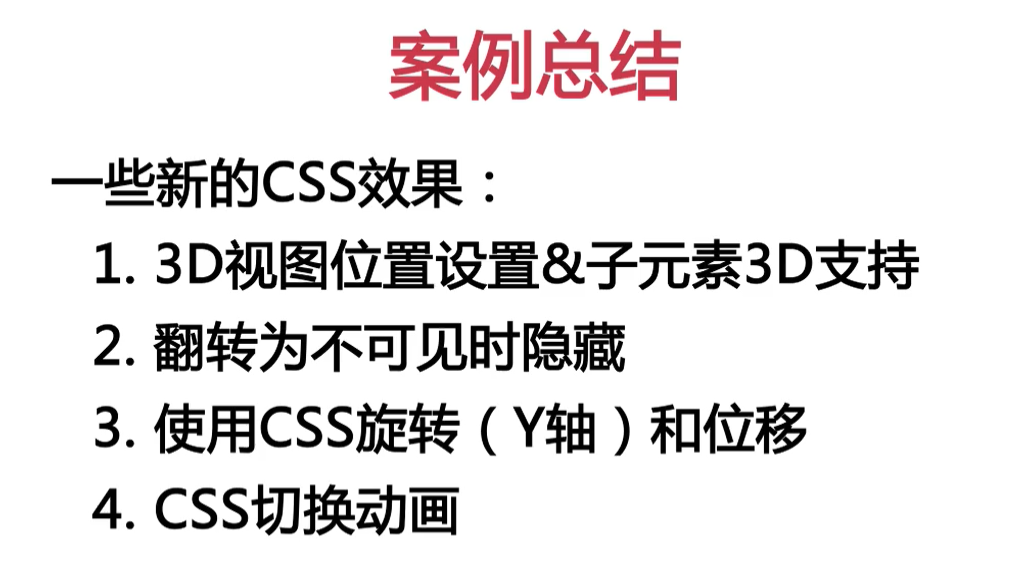 案例总结
一些新的CSS效果：
1. 3D视图位置设置&子元素3D支持
2. 翻转为不可见时隐藏
3. 使用CSS旋转（Y轴）和位移
4. CSS切换动画